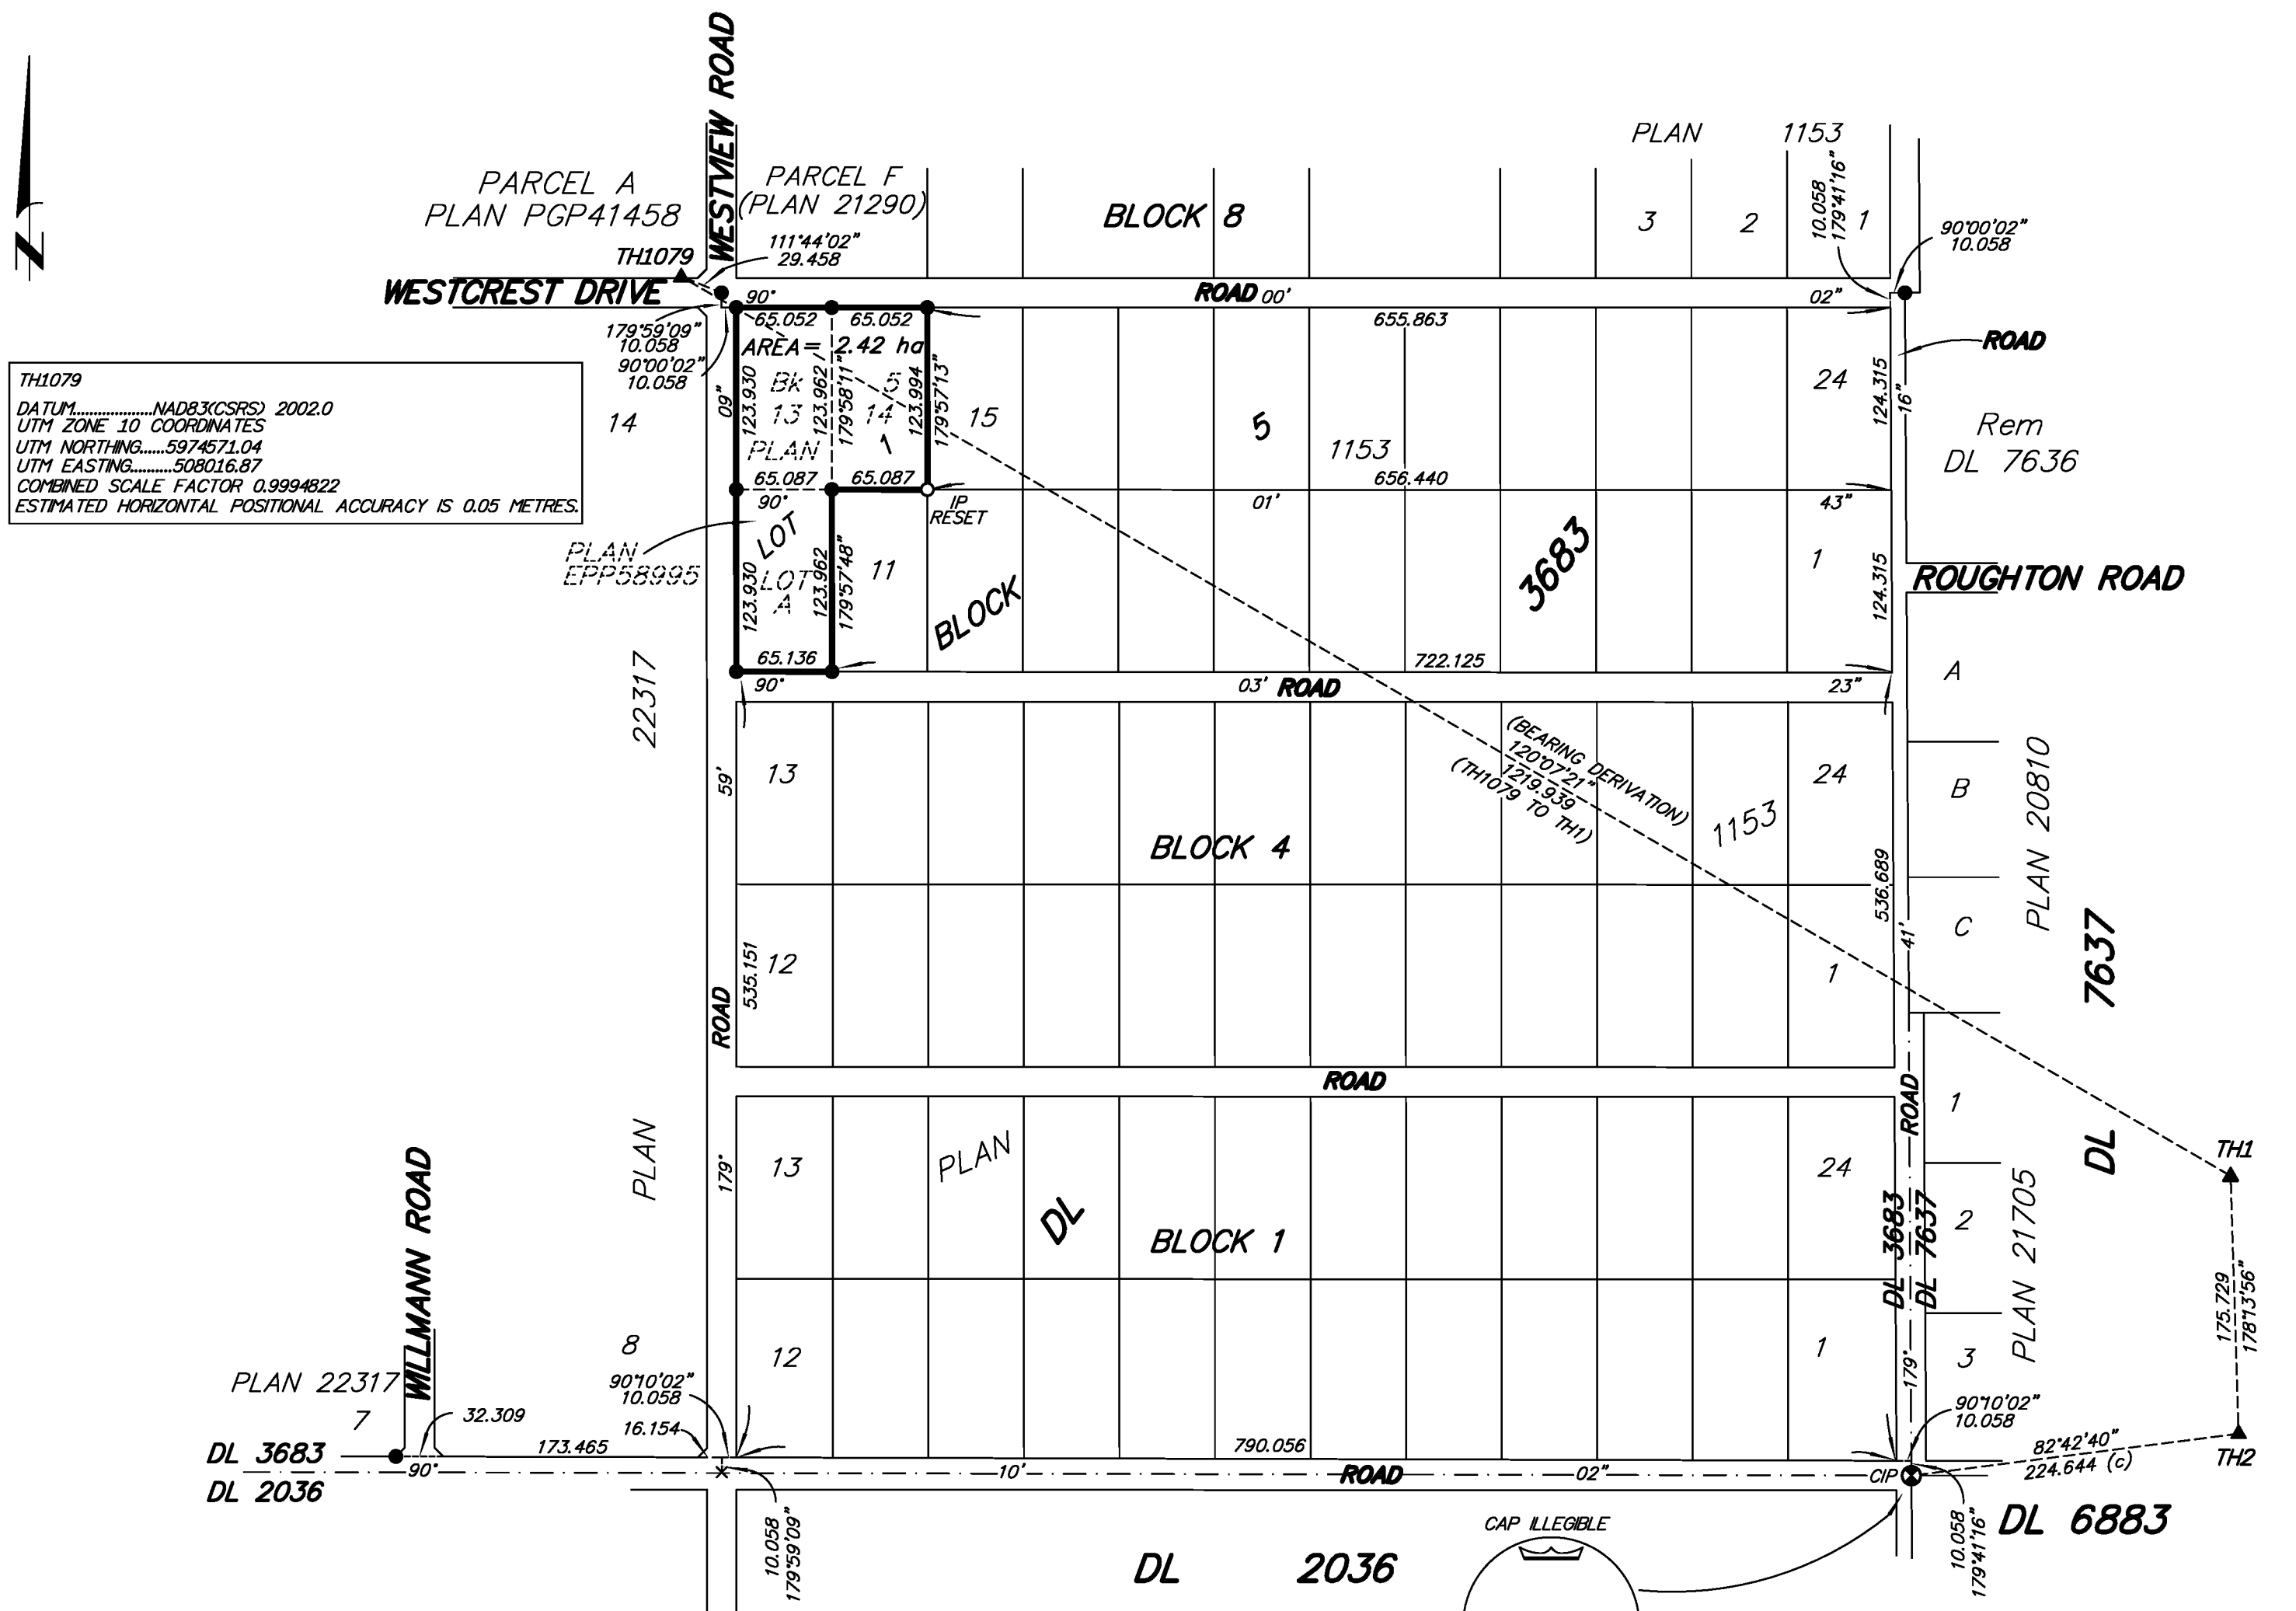 WESTVIEW ROAD
PLAN 1153
PARCEL A
PLAN PGP41458
PARCEL F
(PLAN 21290)
BLOCK 8
3
2
1
10.058
179°41'16"
90°00'02"
10.058
N
TH1079
111°44'02"
29.458
WESTCREST DRIVE
90°
ROAD
00'
02"
179°59'09"
10.058
90°00'02"
10.058
65.052
65.052
655.863
ROAD
AREA= 2.42 ha
TH1079
DATUM...................NAD83(CSRS) 2002.0
UTM ZONE 10 COORDINATES
UTM NORTHING......5974571.04
UTM EASTING..........508016.87
COMBINED SCALE FACTOR 0.9994822
ESTIMATED HORIZONTAL POSITIONAL ACCURACY IS 0.05 METRES.
14
09"
123.930
Bk 5
13
14
PLAN
1
123.962
179°58'11"
123.994
179°57'13"
15
5
1153
24
124.315
16"
Rem
DL 7636
65.087
65.087
656.440
90°
IP
RESET
01'
43"
PLAN
EPP58995
LOT
LOT
A
123.930
123.962
179°57'48"
11
BLOCK
3683
1
124.315
ROUGHTON ROAD
65.136
722.125
90°
03'
ROAD
23"
22317
A
59'
13
(BEARING DERIVATION)
120°07'21"
1219.939
(TH1079 TO TH1)
24
B
PLAN 20810
BLOCK 4
1153
536.689
C
41'
7637
535.151
12
1
ROAD
ROAD
ROAD
1
TH1
PLAN
179°
13
PLAN
24
DL
DL
BLOCK 1
DL 3683
DL 7637
2
PLAN 21705
175.729
178°13'56"
WILLMANN ROAD
8
12
1
179°
3
PLAN 22317
7
90°10'02"
10.058
90°10'02"
10.058
32.309
16.154
173.465
790.056
82°42'40"
224.644 (c)
TH2
DL 3683
90°
10'
ROAD
02"
CIP
DL 2036
10.058
179°59'09"
CAP ILLEGIBLE
10.058
179°41'16"
DL 6883
DL 2036